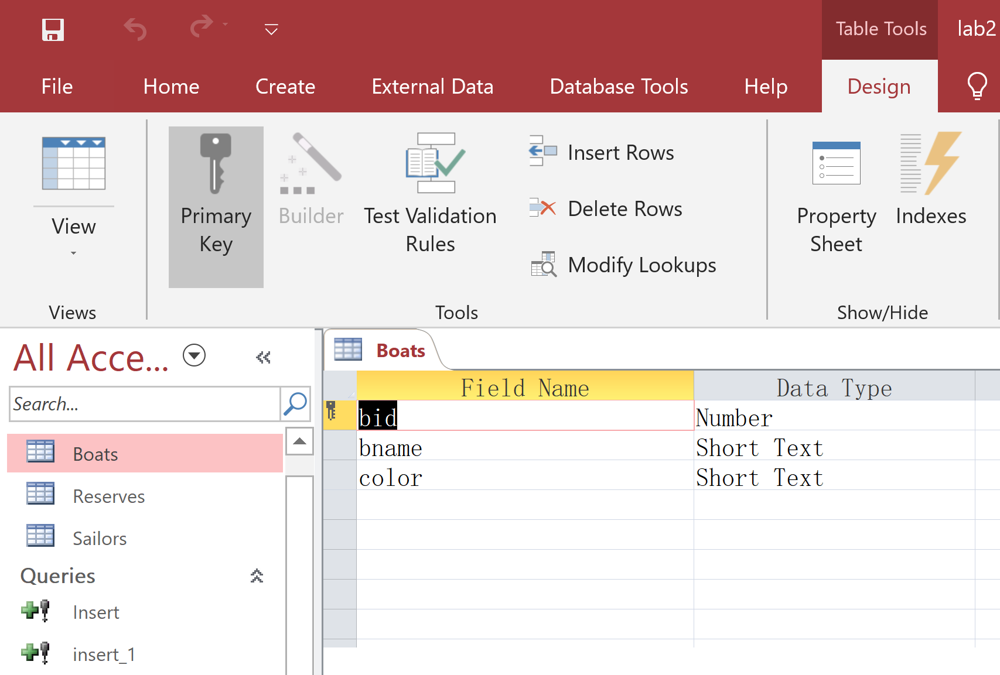 Table Tools lab2
File Home Create External Data Database Tools Help Design
View
Views
Primary
Key
Builder
Test Validation
Rules
Insert Rows
Delete Rows
Modify Lookups
Tools
Property
Sheet
Indexes
Show/Hide
All Acce...
Search...
Boats
Reserves
Sailors
Queries
Insert
insert_1
Boats
Field Name Data Type
bid Number
bname Short Text
color Short Text